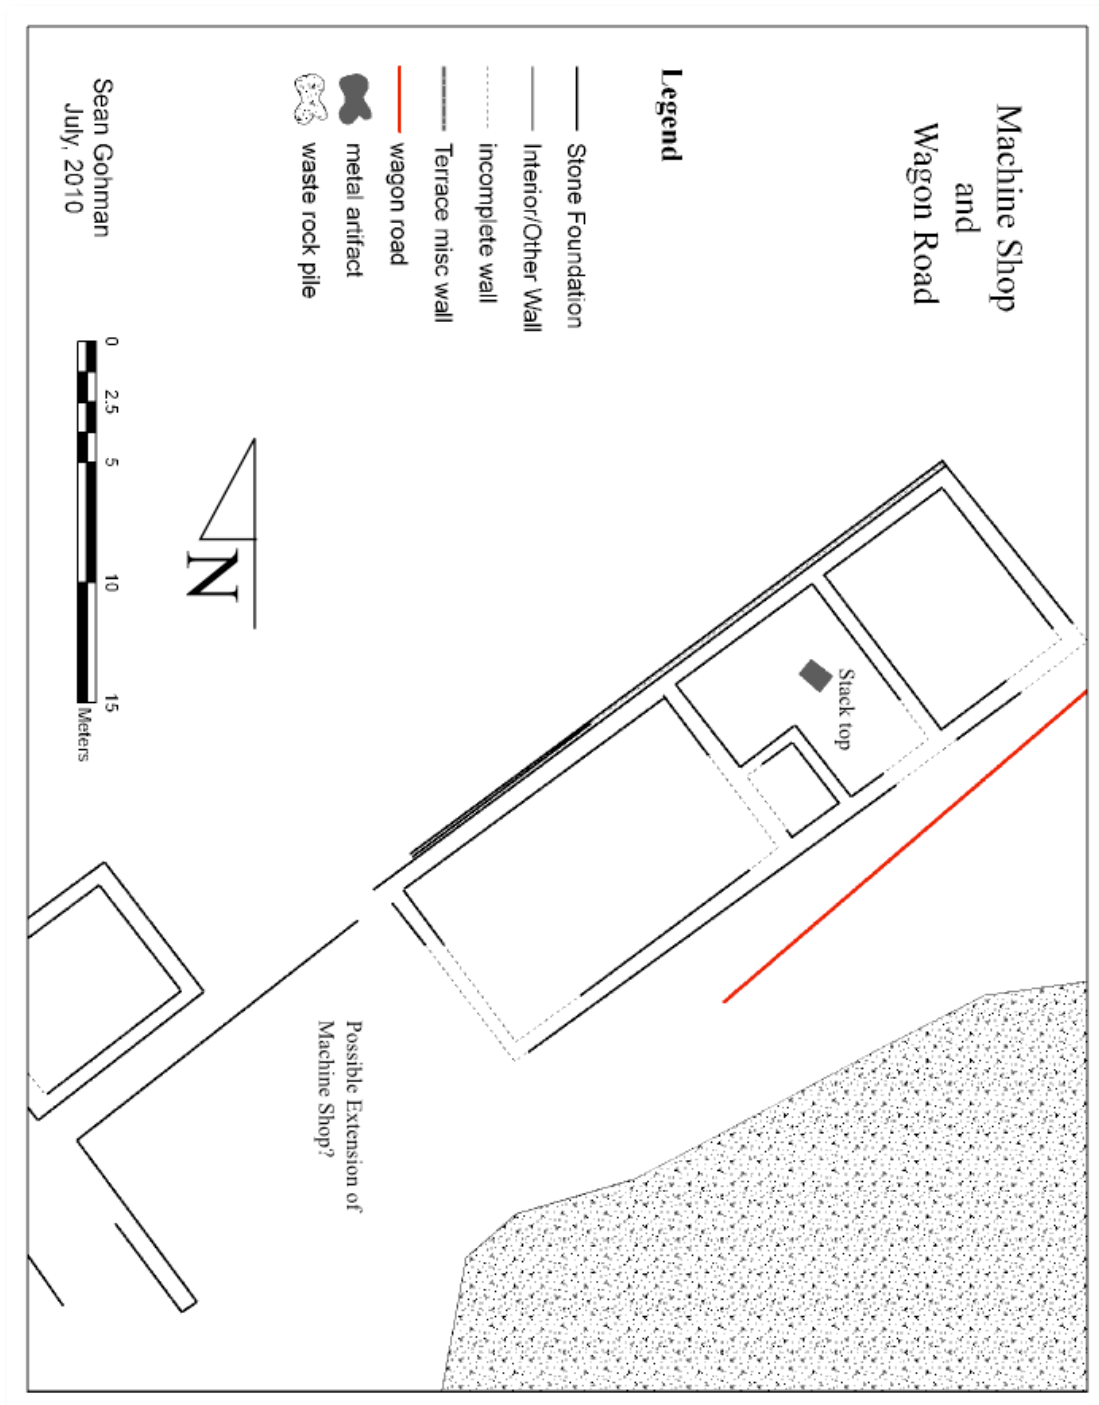 Machine Shop
and
Wagon Road
Legend
Stone Foundation
Interior/Other Wall
incomplete wall
Terrace misc wall
wagon road
metal artifact
waste rock pile
Sean Gohman
July, 2010
0 2.5 5 10 15
Meters
N
Stack top
Possible Extension of
Machine Shop?